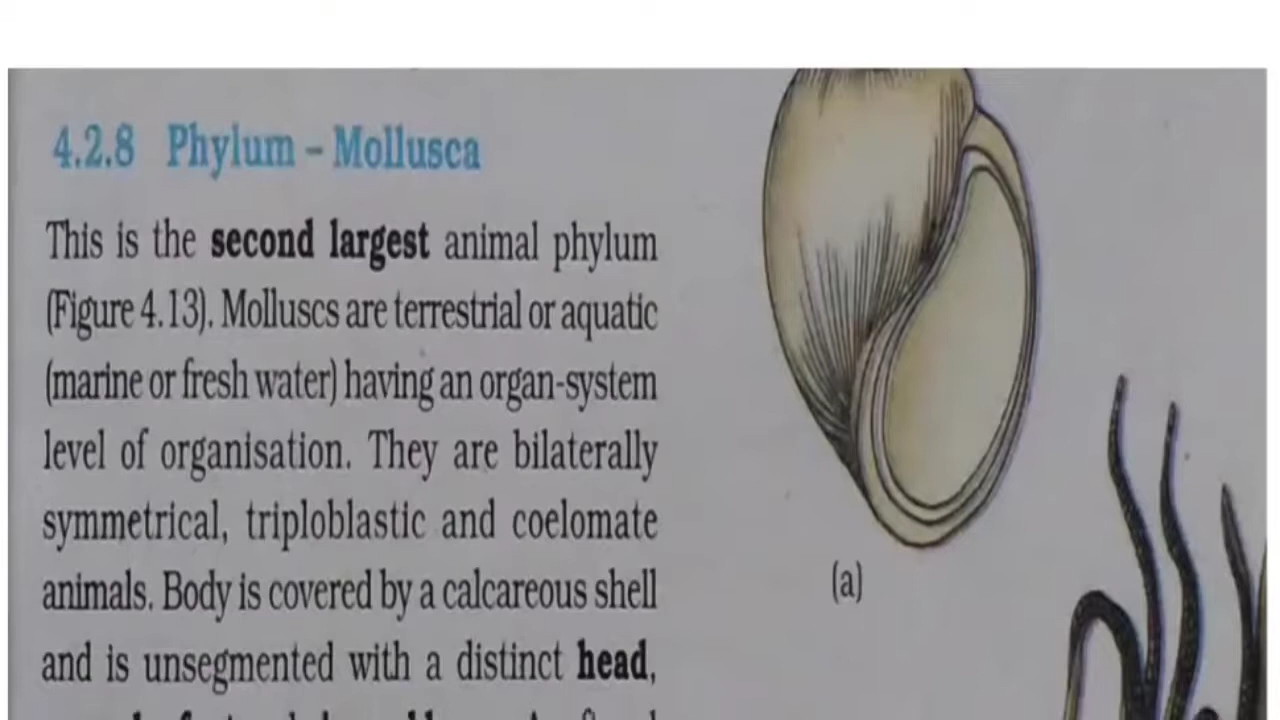 4.2.8 Phylum – Mollusca
This is the second largest animal phylum
(Figure 4.13). Molluscs are terrestrial or aquatic
(marine or fresh water) having an organ-system
level of organisation. They are bilaterally
symmetrical, triploblastic and coelomate
animals. Body is covered by a calcareous shell
and is unsegmented with a distinct head,
(a)